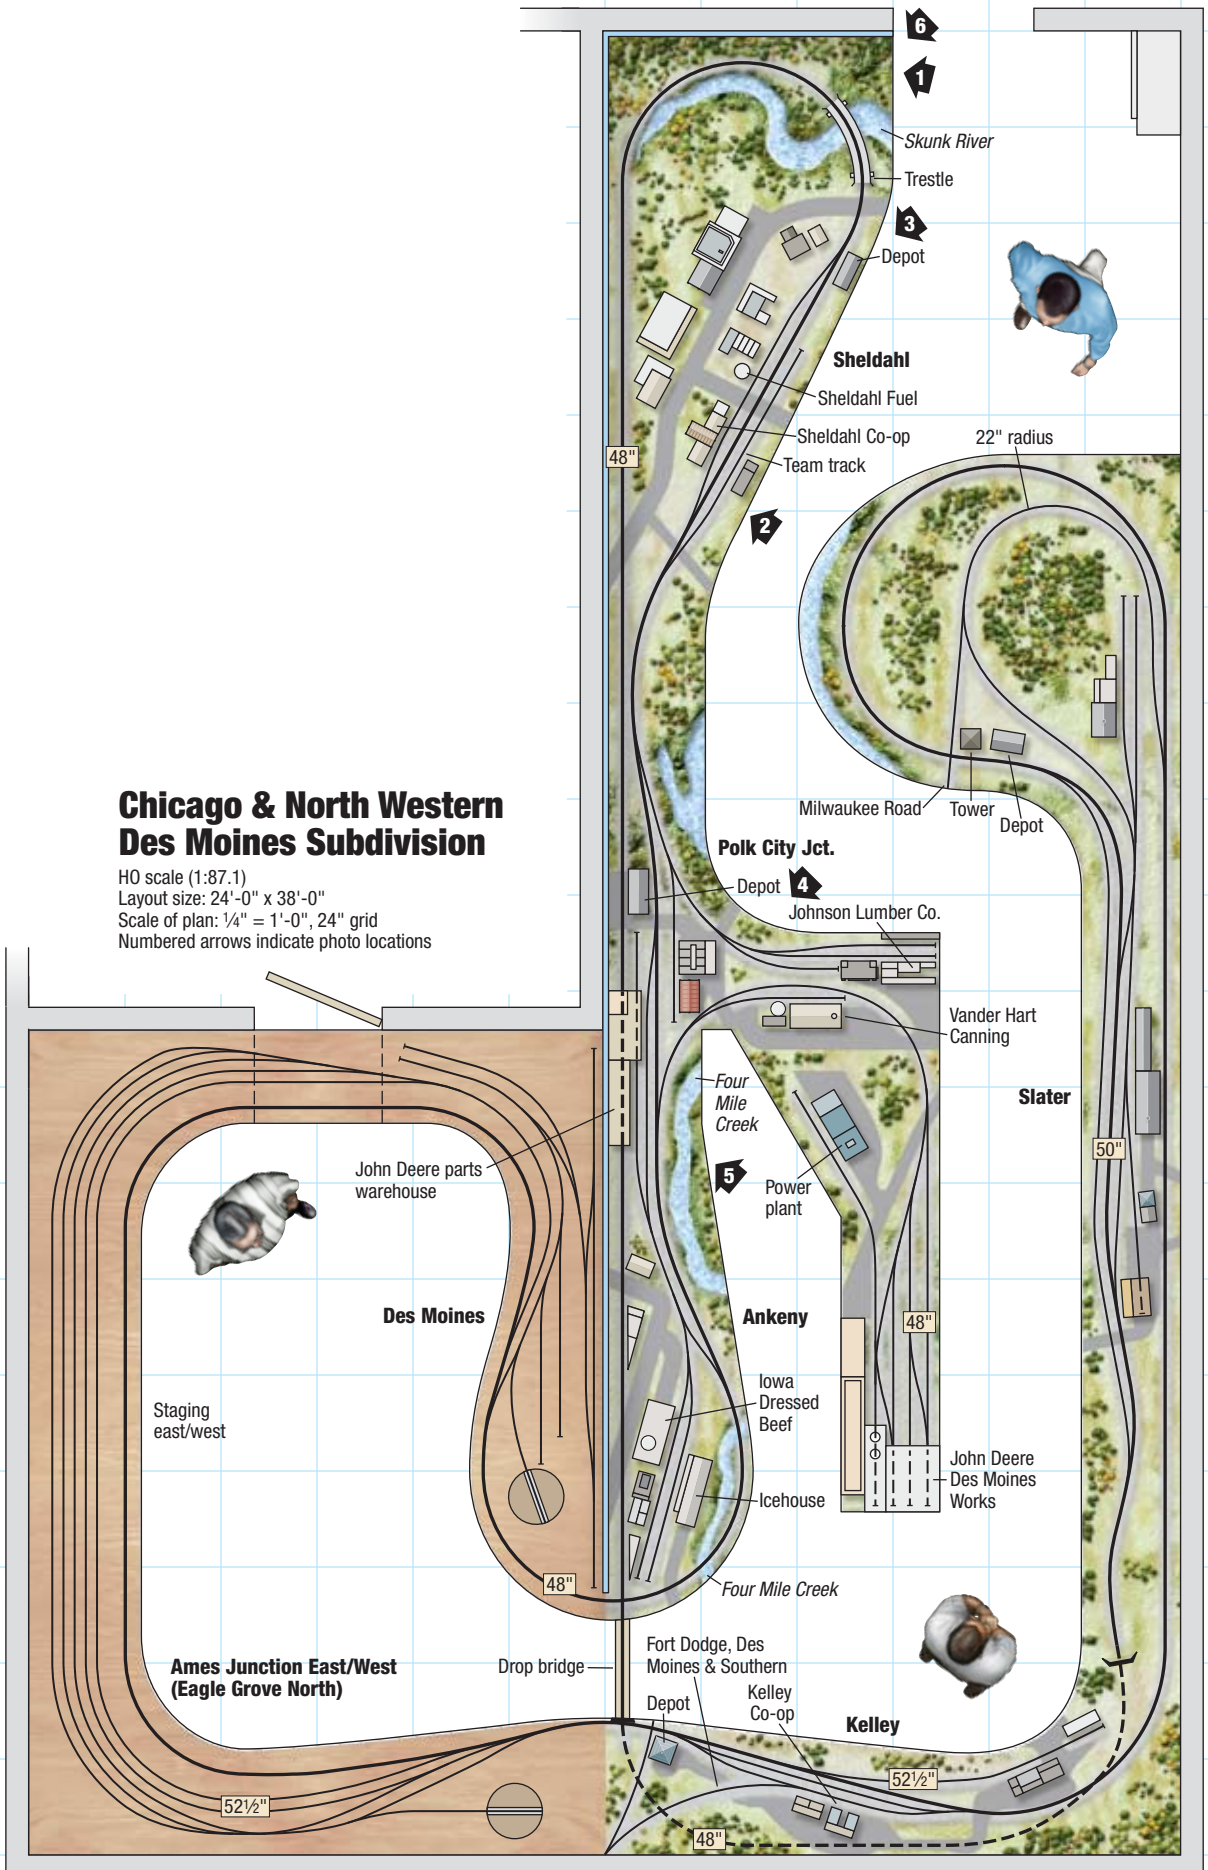 6
1
Skunk River
Trestle
3
Depot
Sheldahl
Sheldahl Fuel
Sheldahl Co-op
22" radius
48"
Team track
2
Chicago & North Western
Des Moines Subdivision
HO scale (1:87.1)
Layout size: 24'-0" x 38'-0"
Scale of plan: 1/4" = 1'-0", 24" grid
Numbered arrows indicate photo locations
Milwaukee Road
Tower
Depot
Polk City Jct.
Depot
4
Johnson Lumber Co.
Vander Hart
Canning
Four
Mile
Creek
Slater
50"
John Deere parts
warehouse
5
Power
plant
Des Moines
Ankeny
48"
Iowa
Dressed
Beef
Staging
east/west
John Deere
Des Moines
Works
Icehouse
48"
Four Mile Creek
Ames Junction East/West
(Eagle Grove North)
Drop bridge
Fort Dodge, Des
Moines & Southern
Depot
Kelley
Co-op
Kelley
52½"
52½"
48"